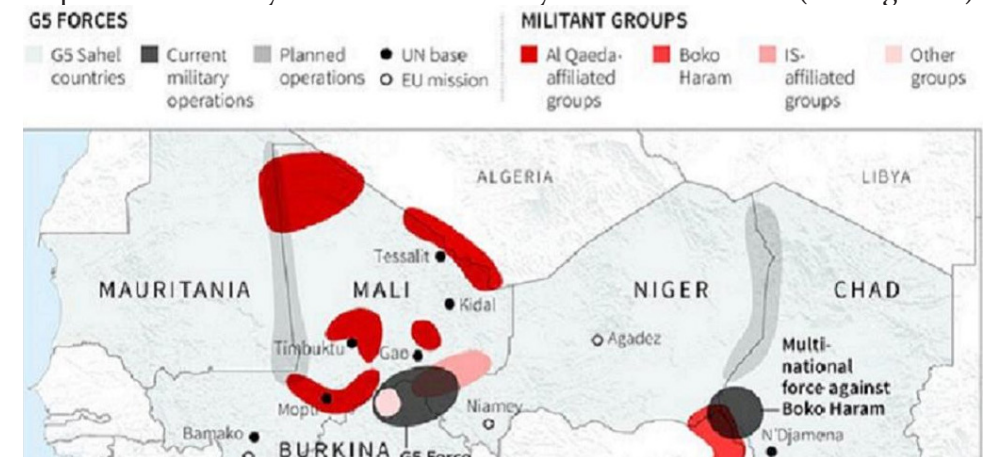 G5 FORCES
G5 Sahel
countries
Current
military
operations
Planned
operations
UN base
EU mission
MILITANT GROUPS
Al Qaeda-
affiliated
groups
Boko
Haram
IS-
affiliated
groups
Other
groups
ALGERIA
LIBYA
Tessalit
MAURITANIA
MALI
NIGER
CHAD
Kidal
Agadez
Timbuktu
Gao
Multi-
national
force against
Boko Haram
Mopti
Niamey
N'Djamena
Bamako
BURKINA
G5 Force